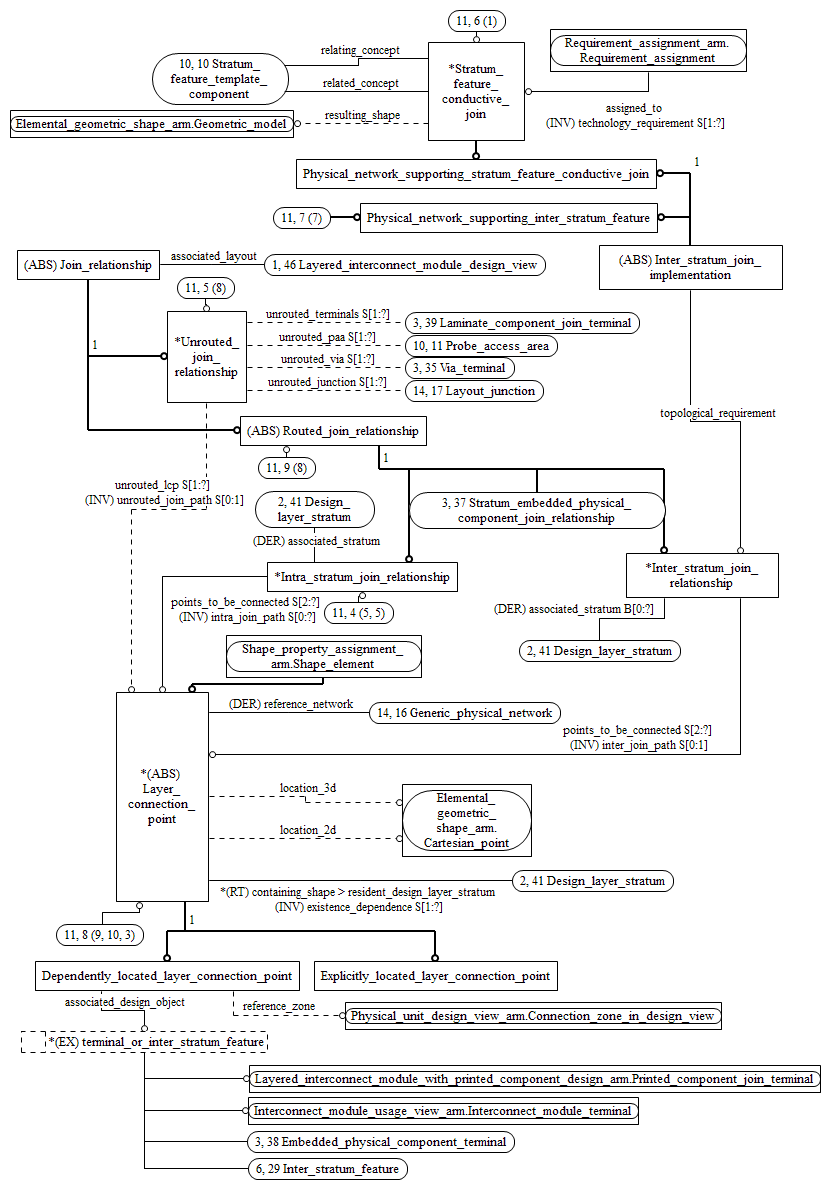 11, 6 (1)
relating_concept
10, 10 Stratum_
feature_template_
component
related_concept
*Stratum_
feature_
conductive_
join
Requirement_assignment_arm.
Requirement_assignment
assigned_to
(INV) technology_requirement S[1:?]
resulting_shape
Elemental_geometric_shape_arm.Geometric_model
1
Physical_network_supporting_stratum_feature_conductive_join
11, 7 (7)
Physical_network_supporting_inter_stratum_feature
(ABS) Join_relationship
associated_layout
1, 46 Layered_interconnect_module_design_view
(ABS) Inter_stratum_join_
implementation
11, 5 (8)
1
*Unrouted_
join_
relationship
unrouted_terminals S[1:?]
3, 39 Laminate_component_join_terminal
unrouted_paa S[1:?]
10, 11 Probe_access_area
unrouted_via S[1:?]
3, 35 Via_terminal
unrouted_junction S[1:?]
14, 17 Layout_junction
topological_requirement
(ABS) Routed_join_relationship
1
11, 9 (8)
unrouted_lcp S[1:?]
(INV) unrouted_join_path S[0:1]
2, 41 Design_
layer_stratum
3, 37 Stratum_embedded_physical_
component_join_relationship
(DER) associated_stratum
*Intra_stratum_join_relationship
*Inter_stratum_join_
relationship
points_to_be_connected S[2:?]
(INV) intra_join_path S[0:?]
11, 4 (5, 5)
(DER) associated_stratum B[0:?]
2, 41 Design_layer_stratum
Shape_property_assignment_
arm.Shape_element
(DER) reference_network
14, 16 Generic_physical_network
points_to_be_connected S[2:?]
(INV) inter_join_path S[0:1]
*(ABS)
Layer_
connection_
point
location_3d
location_2d
Elemental_
geometric_
shape_arm.
Cartesian_point
2, 41 Design_layer_stratum
*(RT) containing_shape > resident_design_layer_stratum
(INV) existence_dependence S[1:?]
11, 8 (9, 10, 3)
1
Dependently_located_layer_connection_point
Explicitly_located_layer_connection_point
associated_design_object
reference_zone
Physical_unit_design_view_arm.Connection_zone_in_design_view
*(EX) terminal_or_inter_stratum_feature
Layered_interconnect_module_with_printed_component_design_arm.Printed_component_join_terminal
Interconnect_module_usage_view_arm.Interconnect_module_terminal
3, 38 Embedded_physical_component_terminal
6, 29 Inter_stratum_feature